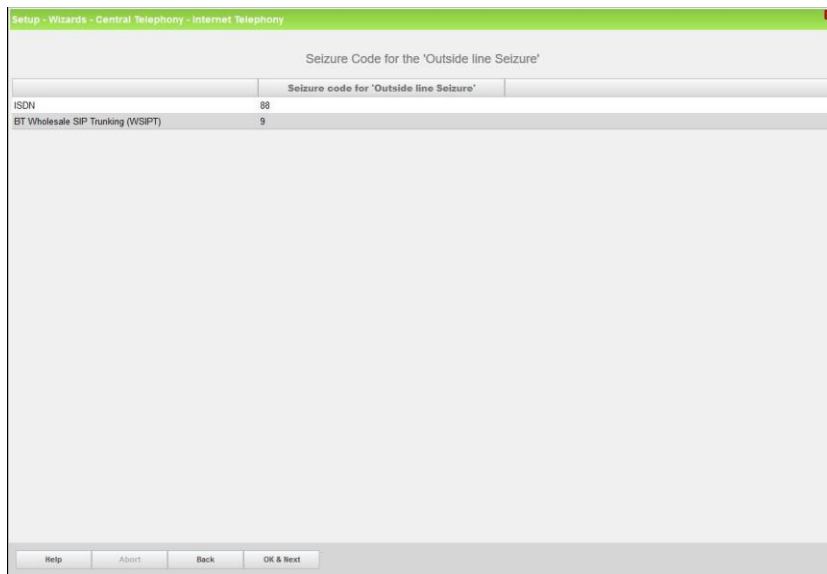 Setup - Wizards - Central Telephony - Internet Telephony
Seizure Code for the 'Outside line Seizure'
Seizure code for 'Outside line Seizure'
ISDN 88
BT Wholesale SIP Trunking (WSIPT) 9
Help Abort Back OK & Next